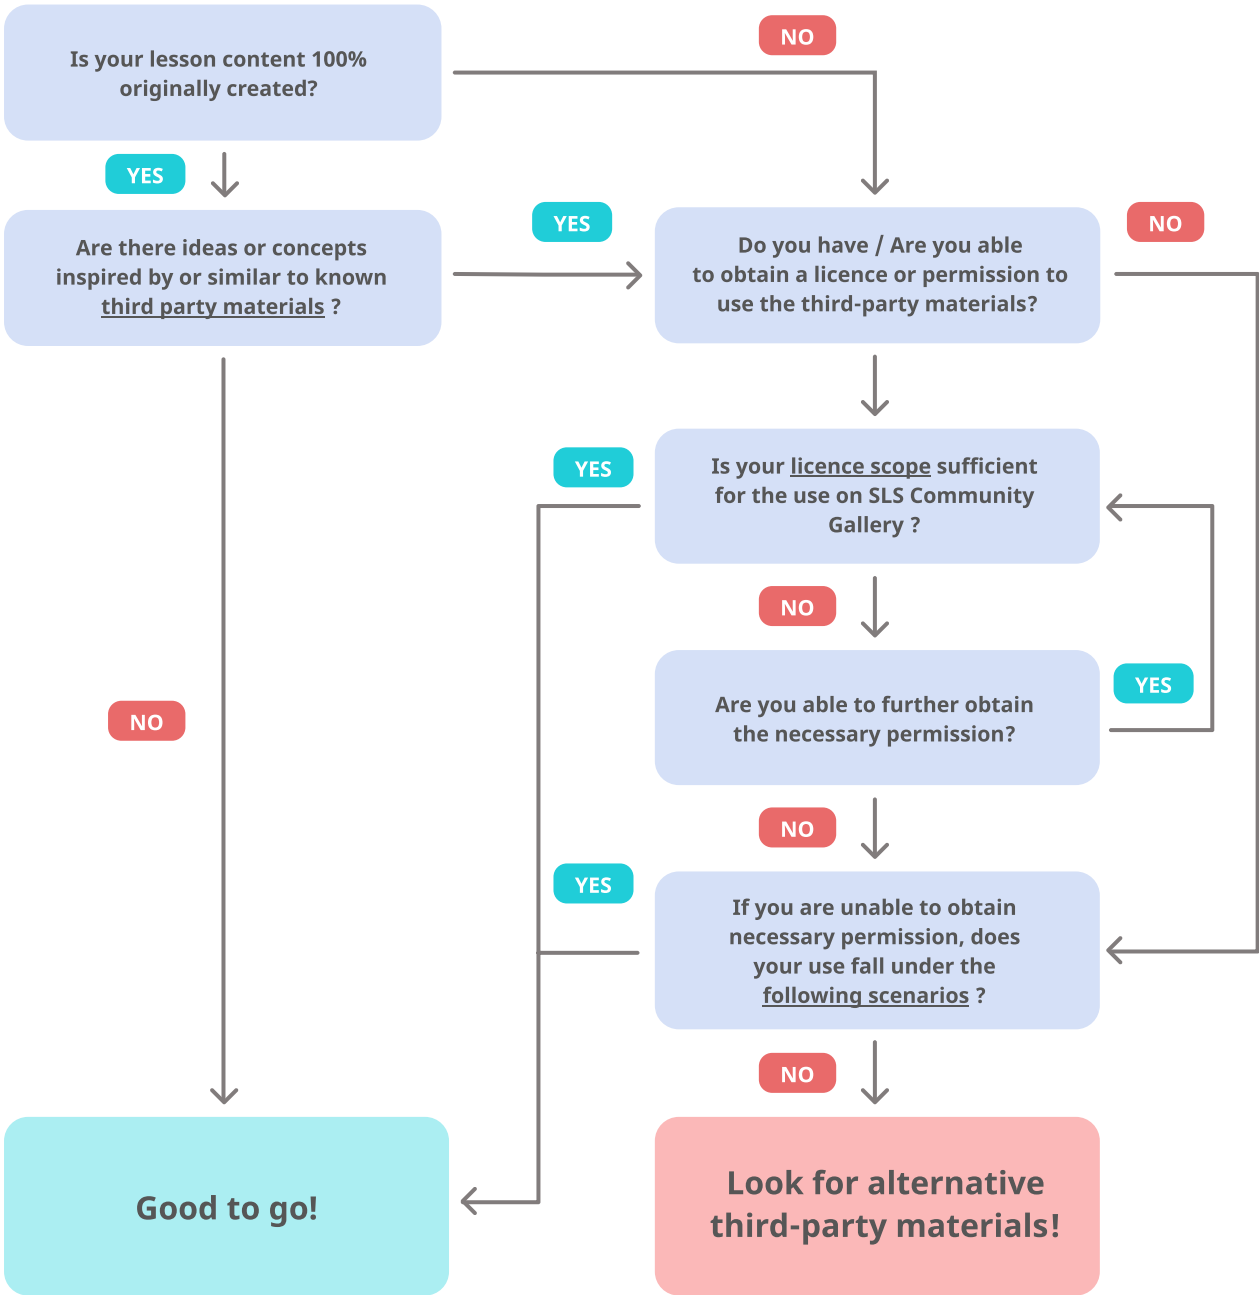 Is your lesson content 100%
originally created?
NO
YES
Are there ideas or concepts
inspired by or similar to known
third party materials ?
YES
Do you have / Are you able
to obtain a licence or permission to
use the third-party materials?
NO
YES
Is your licence scope sufficient
for the use on SLS Community
Gallery ?
NO
Are you able to further obtain
the necessary permission?
YES
NO
NO
YES
If you are unable to obtain
necessary permission, does
your use fall under the
following scenarios ?
NO
Good to go!
Look for alternative
third-party materials!